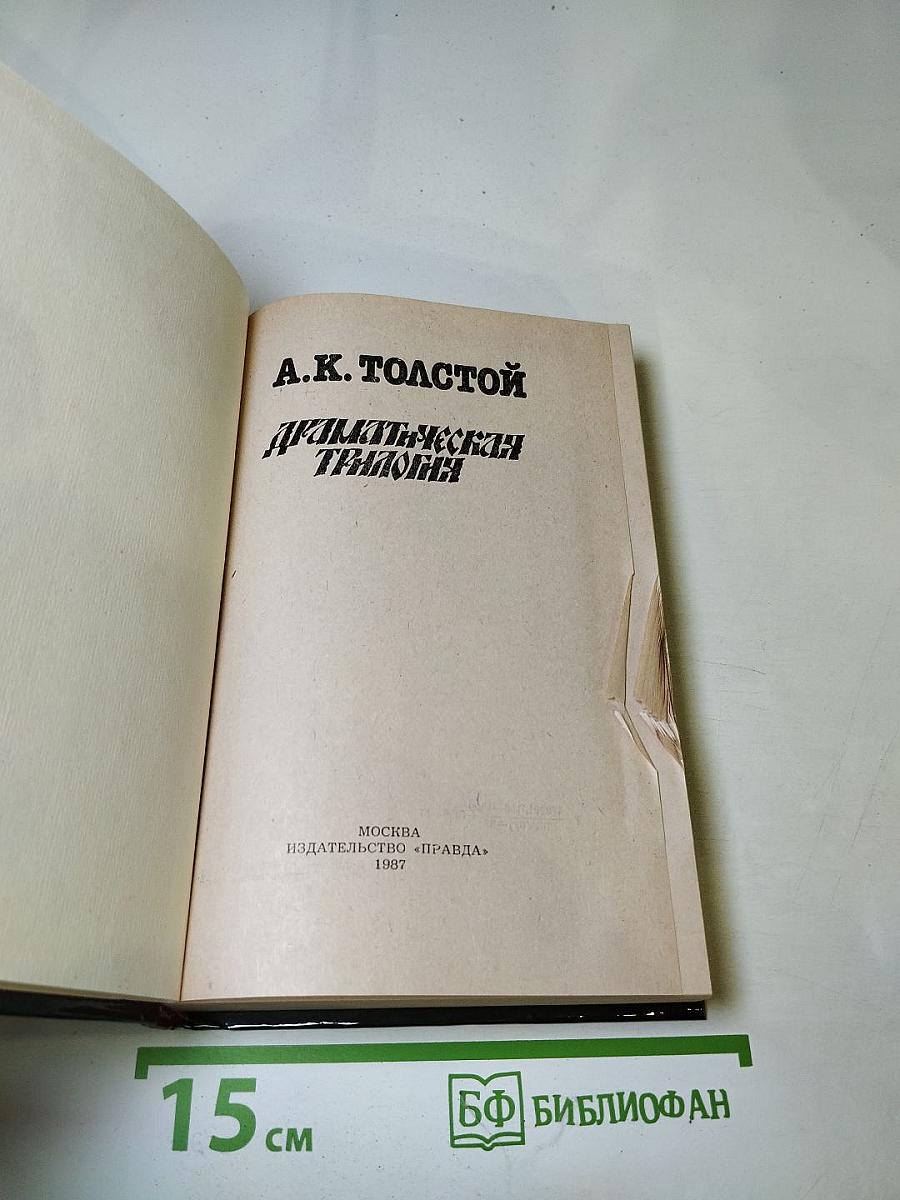 А.К. ТОЛСТОЙ
ДРАМАТИЧЕСКАЯ
ТРИЛОГИЯ
МОСКВА
ИЗДАТЕЛЬСТВО «ПРАВДА»
1987
15 см
БФ БИБЛИОФАН